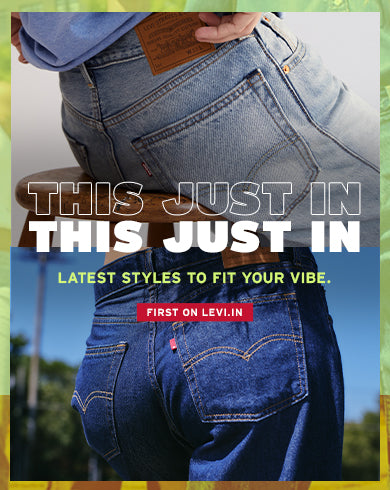 THIS JUST IN
THIS JUST IN
LATEST STYLES TO FIT YOUR VIBE.
FIRST ON LEVI.IN